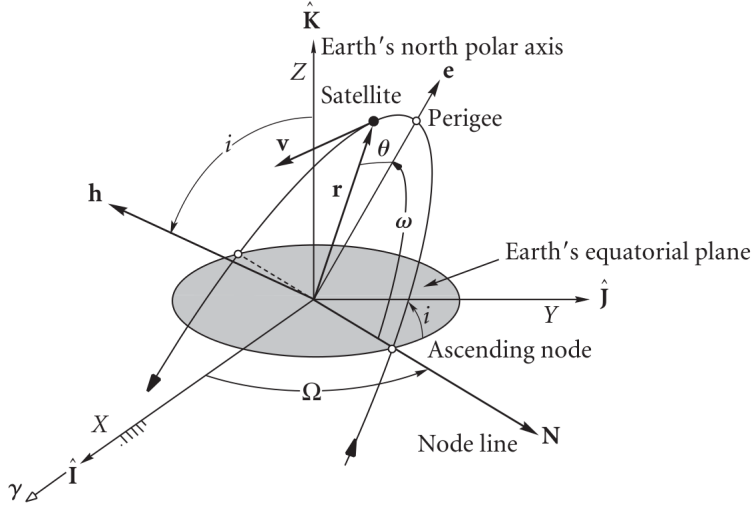 K̂
Earth's north polar axis
Z
e
Satellite
Perigee
i
v
θ
r
h
ω
Earth's equatorial plane
Ĵ
i
Y
Ascending node
Ω
X
Node line
N
Î
γ